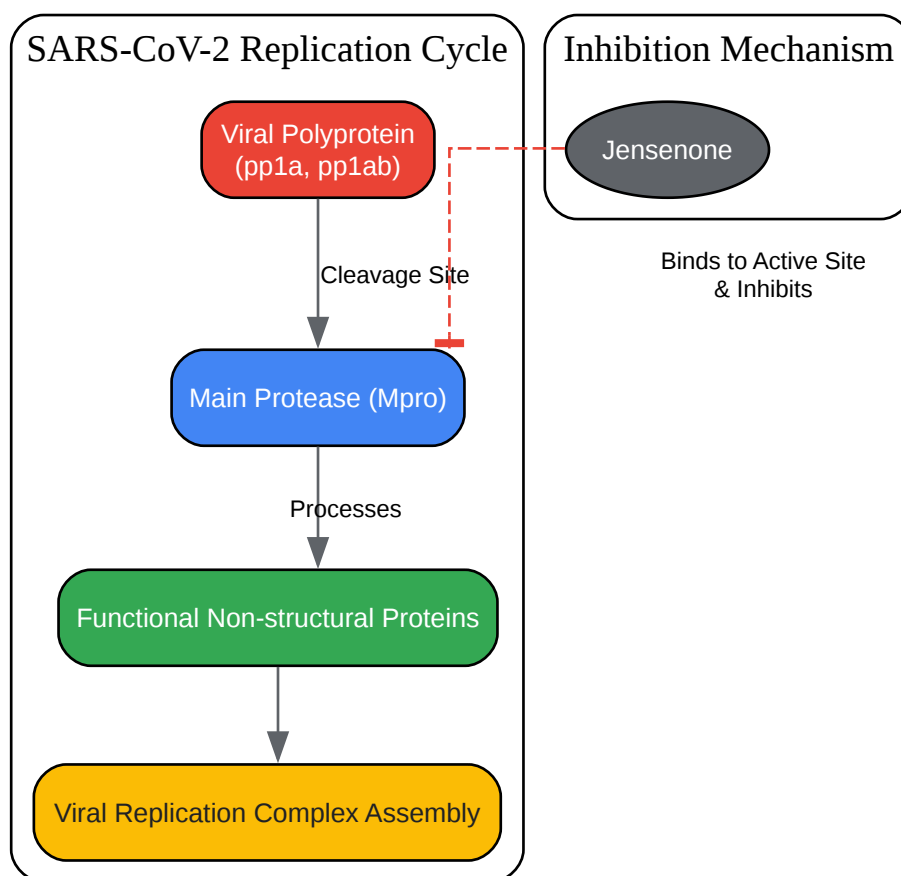 SARS-CoV-2 Replication Cycle
Viral Polyprotein
(pp1a, pp1ab)
Cleavage Site
Main Protease (Mpro)
Processes
Functional Non-structural Proteins
Viral Replication Complex Assembly
Inhibition Mechanism
Jensenone
Binds to Active Site
& Inhibits